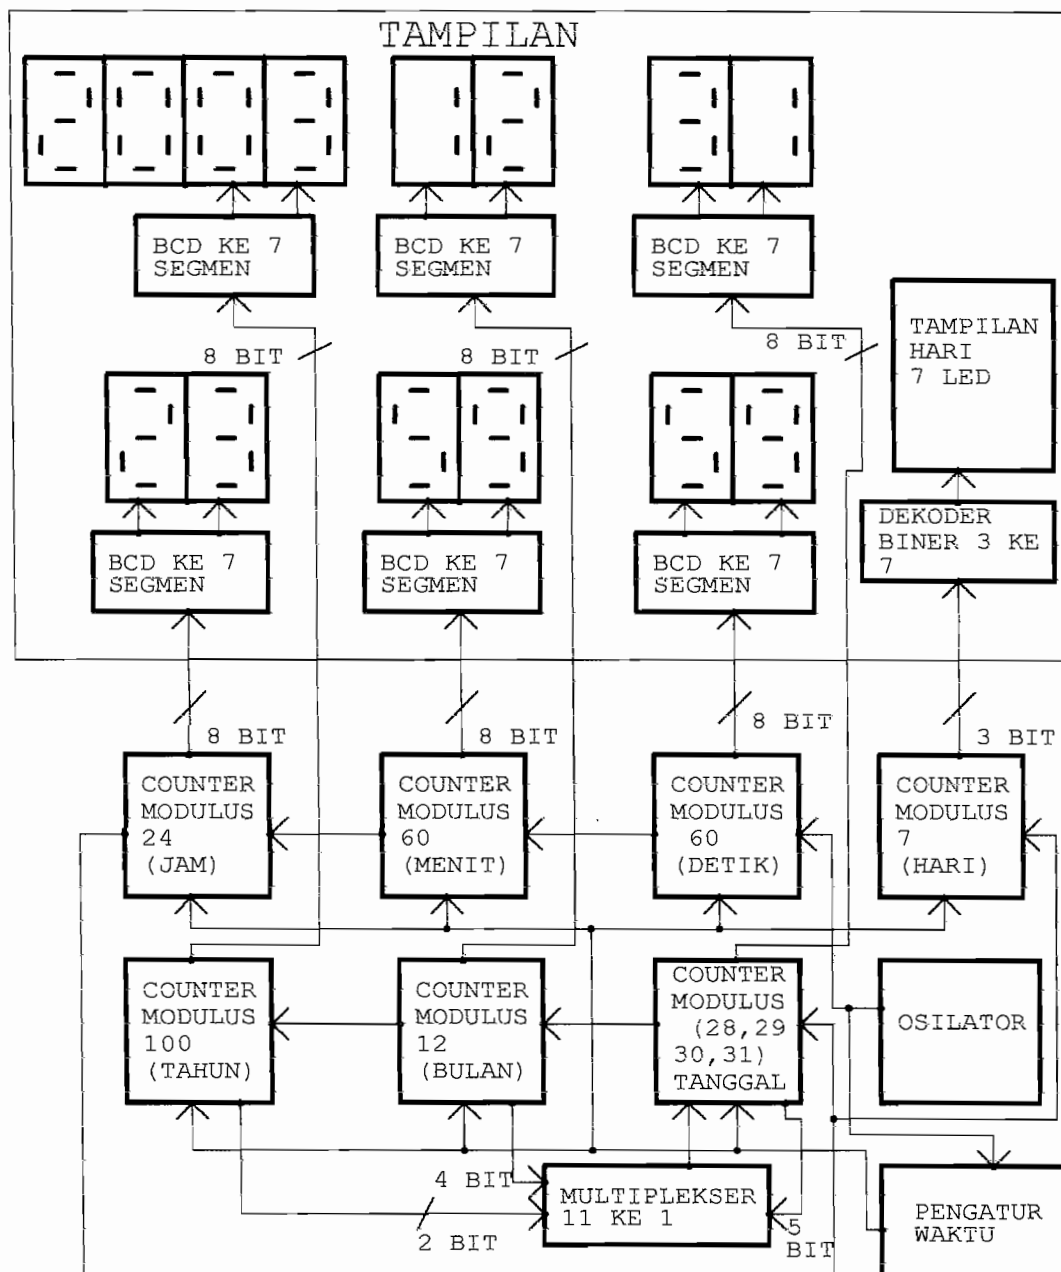 TAMPILAN
BCD KE 7
SEGMEN
BCD KE 7
SEGMEN
BCD KE 7
SEGMEN
8 BIT
8 BIT
8 BIT
TAMPILAN
HARI
7 LED
BCD KE 7
SEGMEN
BCD KE 7
SEGMEN
BCD KE 7
SEGMEN
DEKODER
BINER 3 KE
7
8 BIT
8 BIT
8 BIT
3 BIT
COUNTER
MODULUS
24
(JAM)
COUNTER
MODULUS
60
(MENIT)
COUNTER
MODULUS
60
(DETIK)
COUNTER
MODULUS
7
(HARI)
COUNTER
MODULUS
100
(TAHUN)
COUNTER
MODULUS
12
(BULAN)
COUNTER
MODULUS
(28,29
30,31)
TANGGAL
OSILATOR
4 BIT
2 BIT
MULTIPLEKSER
11 KE 1
5
BIT
PENGATUR
WAKTU